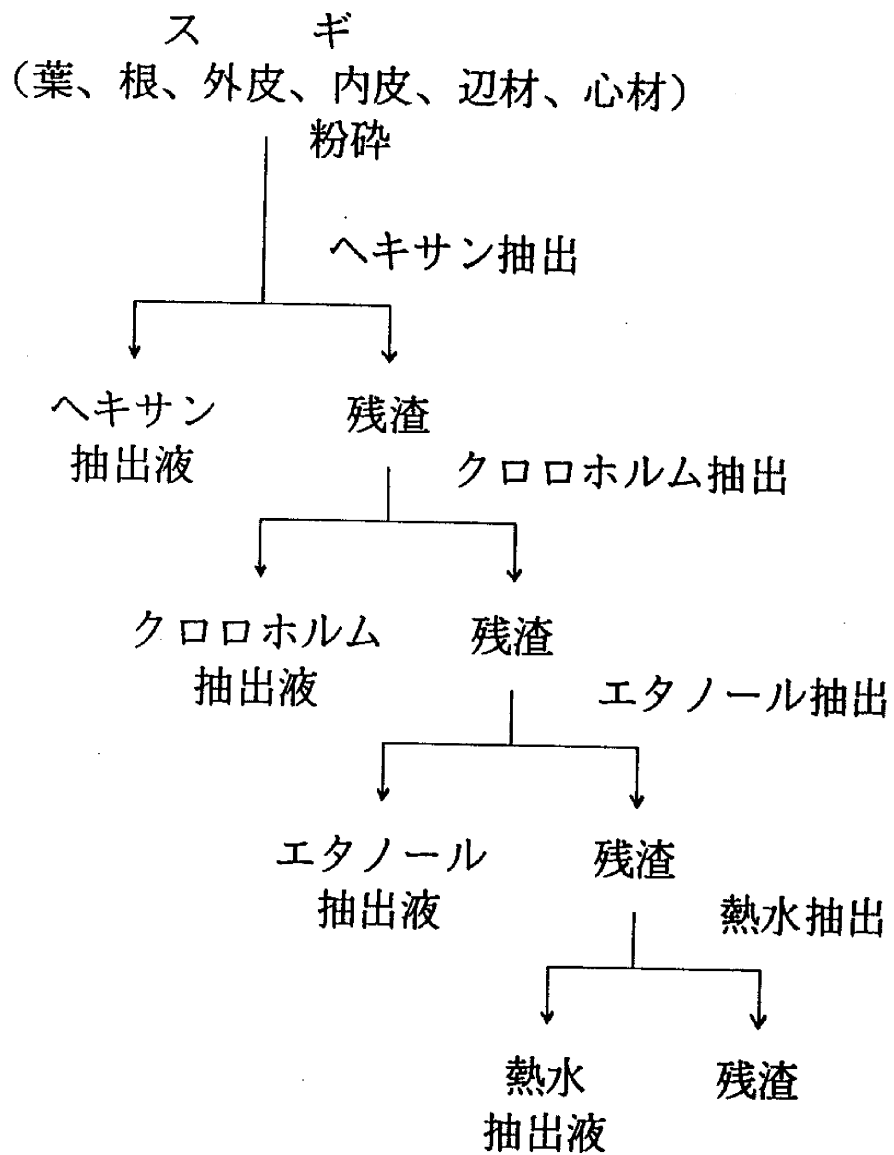 スギ
（葉、根、外皮、内皮、辺材、心材）
粉砕
ヘキサン抽出
ヘキサン
抽出液
残渣
クロロホルム抽出
クロロホルム
抽出液
残渣
エタノール抽出
エタノール
抽出液
残渣
熱水抽出
熱水
抽出液
残渣